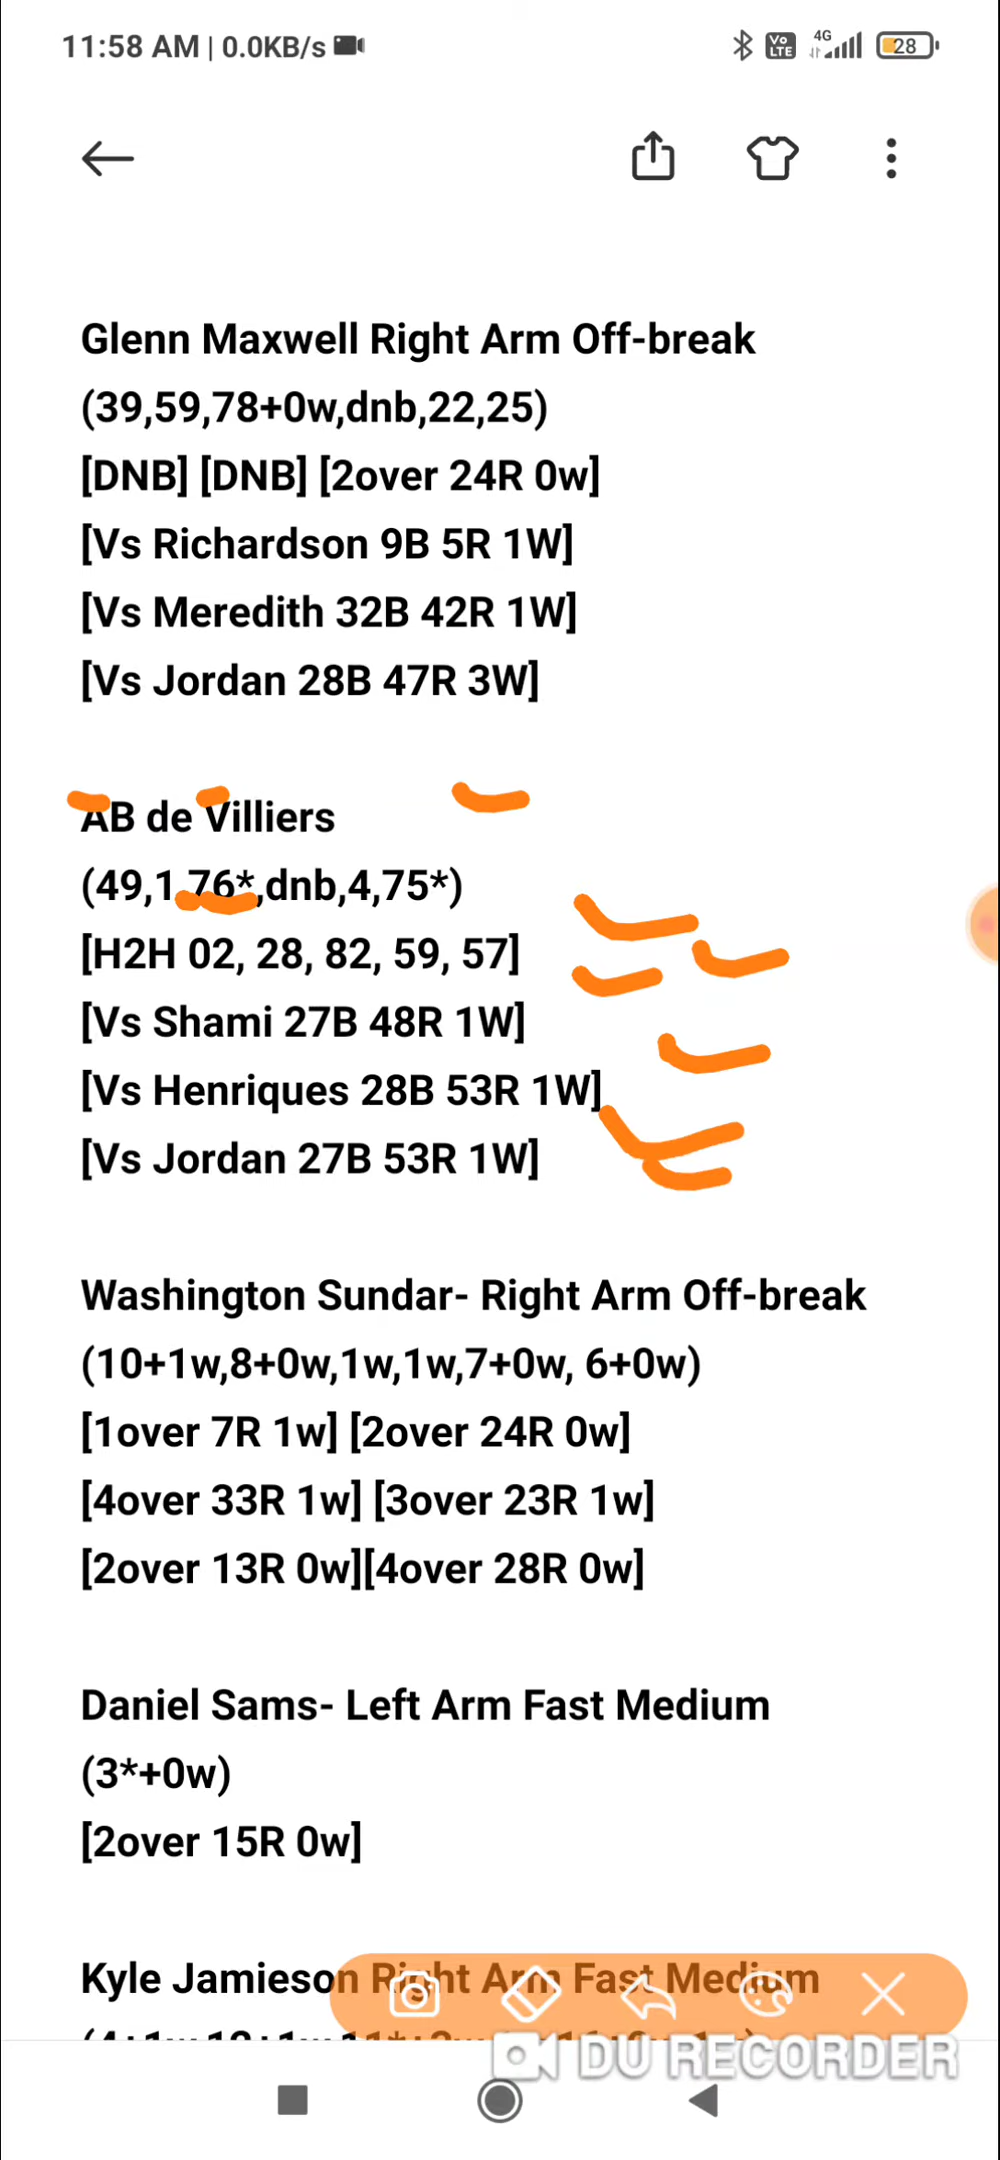 11:58 AM | 0.0KB/s
Vo LTE 4G 28
Glenn Maxwell Right Arm Off-break
(39,59,78+0w,dnb,22,25)
[DNB] [DNB] [2over 24R 0w]
[Vs Richardson 9B 5R 1W]
[Vs Meredith 32B 42R 1W]
[Vs Jordan 28B 47R 3W]
AB de Villiers
(49,1,76*,dnb,4,75*)
[H2H 02, 28, 82, 59, 57]
[Vs Shami 27B 48R 1W]
[Vs Henriques 28B 53R 1W]
[Vs Jordan 27B 53R 1W]
Washington Sundar- Right Arm Off-break
(10+1w,8+0w,1w,1w,7+0w, 6+0w)
[1over 7R 1w] [2over 24R 0w]
[4over 33R 1w] [3over 23R 1w]
[2over 13R 0w][4over 28R 0w]
Daniel Sams- Left Arm Fast Medium
(3*+0w)
[2over 15R 0w]
Kyle Jamieson Right Arm Fast Medium
DU RECORDER